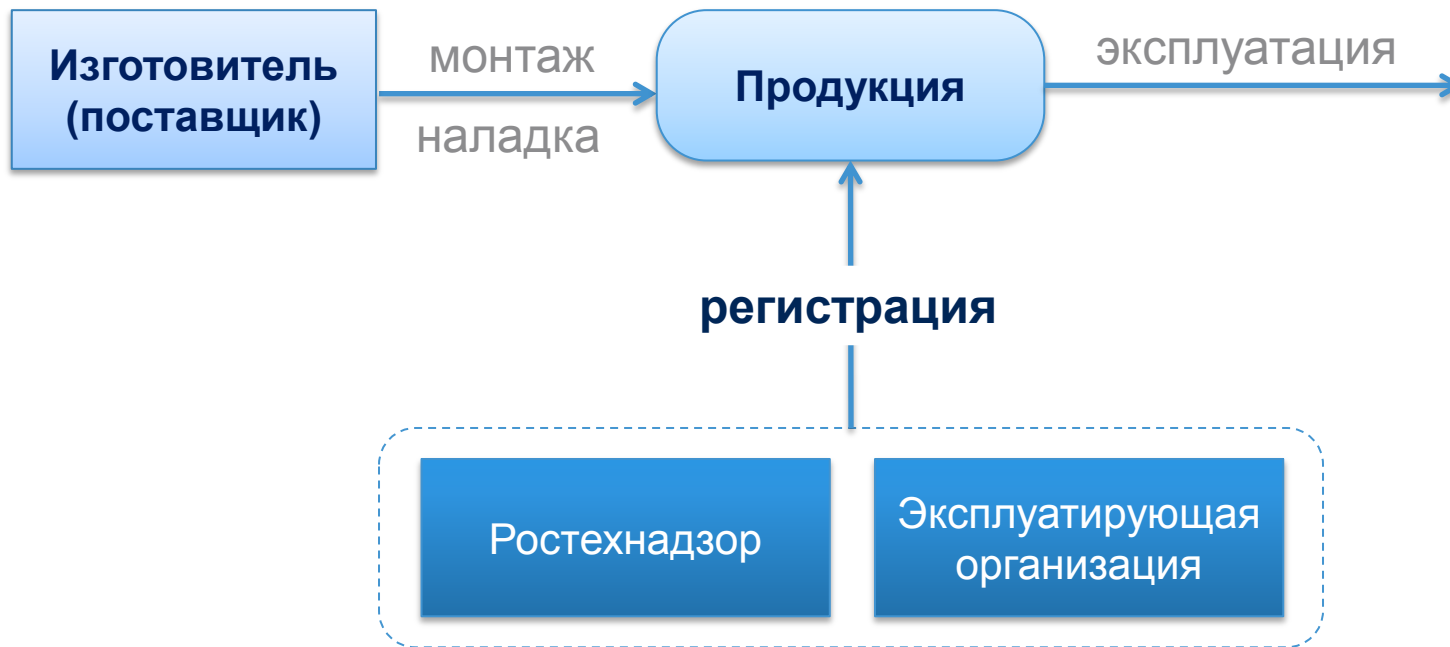 Изготовитель
(поставщик)
монтаж
наладка
Продукция
эксплуатация
регистрация
Ростехнадзор
Эксплуатирующая
организация